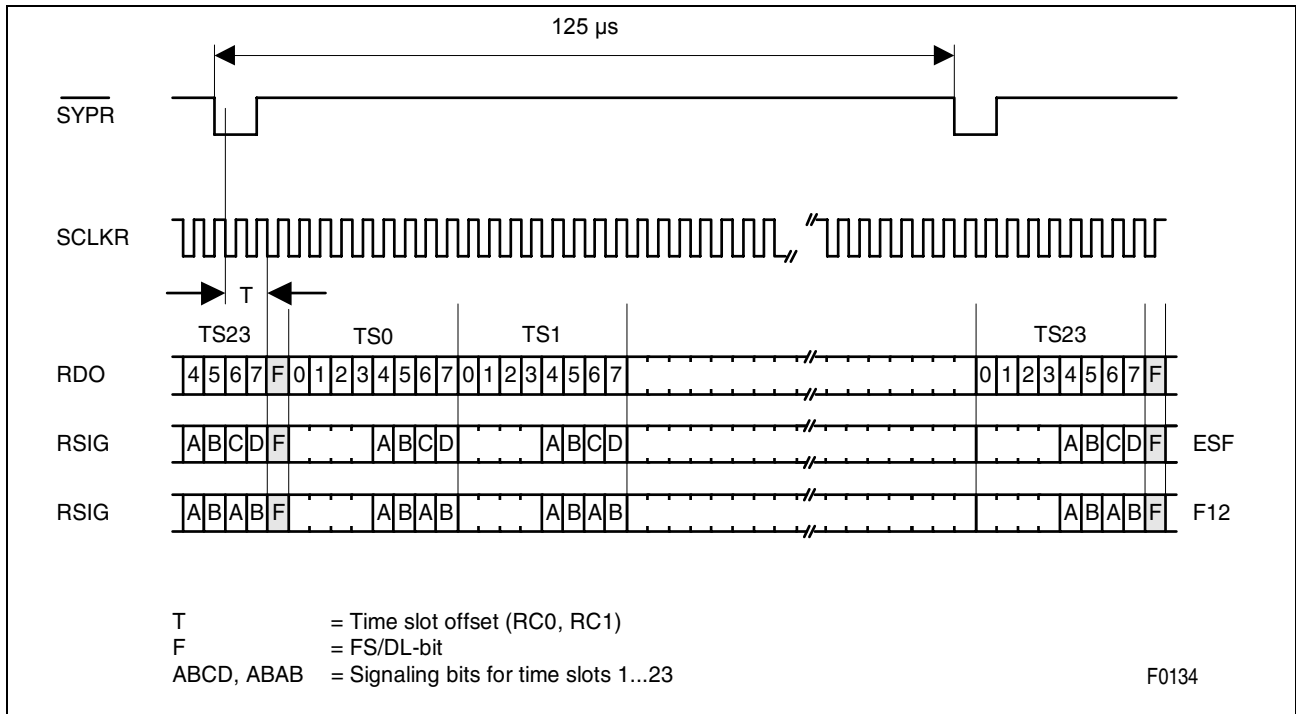 125 µs
SYPR
SCLKR
T
TS23 TS0 TS1 TS23
RDO 4 5 6 7 F 0 1 2 3 4 5 6 7 0 1 2 3 4 5 6 7 0 1 2 3 4 5 6 7 F
RSIG A B C D F A B C D A B C D A B C D F ESF
RSIG A B A B F A B A B A B A B A B A B F F12
T = Time slot offset (RC0, RC1)
F = FS/DL-bit
ABCD, ABAB = Signaling bits for time slots 1...23
F0134